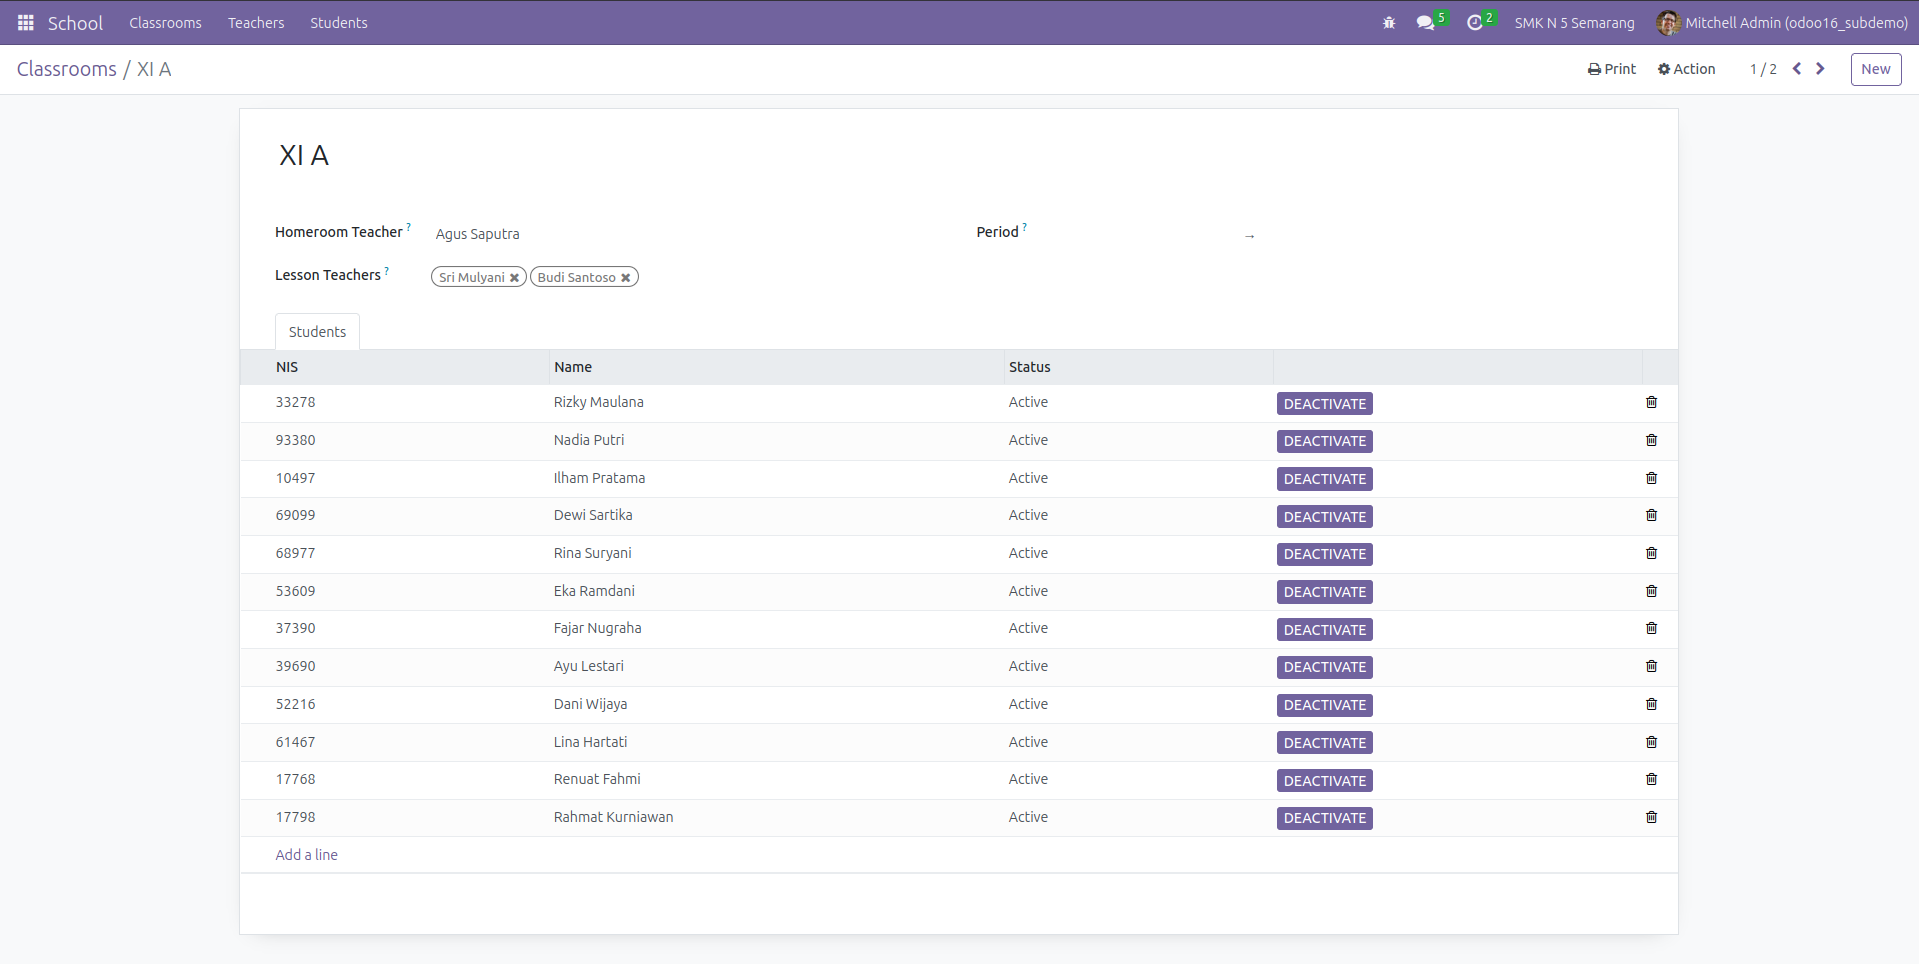 School Classrooms Teachers Students 5 2 SMK N 5 Semarang Mitchell Admin (odoo16_subdemo)
Classrooms / XI A Print Action 1 / 2 New
XI A
Homeroom Teacher ? Agus Saputra Period ? →
Lesson Teachers ? Sri Mulyani Budi Santoso
Students
NIS Name Status
33278 Rizky Maulana Active DEACTIVATE
93380 Nadia Putri Active DEACTIVATE
10497 Ilham Pratama Active DEACTIVATE
69099 Dewi Sartika Active DEACTIVATE
68977 Rina Suryani Active DEACTIVATE
53609 Eka Ramdani Active DEACTIVATE
37390 Fajar Nugraha Active DEACTIVATE
39690 Ayu Lestari Active DEACTIVATE
52216 Dani Wijaya Active DEACTIVATE
61467 Lina Hartati Active DEACTIVATE
17768 Renuat Fahmi Active DEACTIVATE
17798 Rahmat Kurniawan Active DEACTIVATE
Add a line